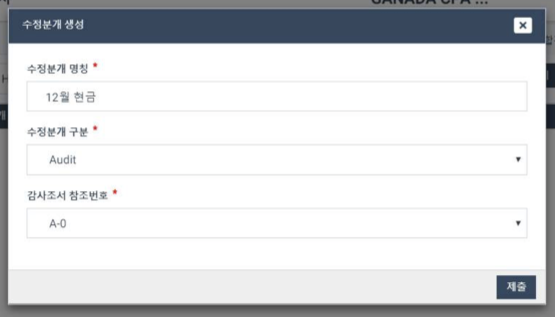 CANADA CPA ...
수정분개 생성
수정분개 명칭 *
12월 현금
수정분개 구분 *
Audit
감사조서 참조번호 *
A-0
제출